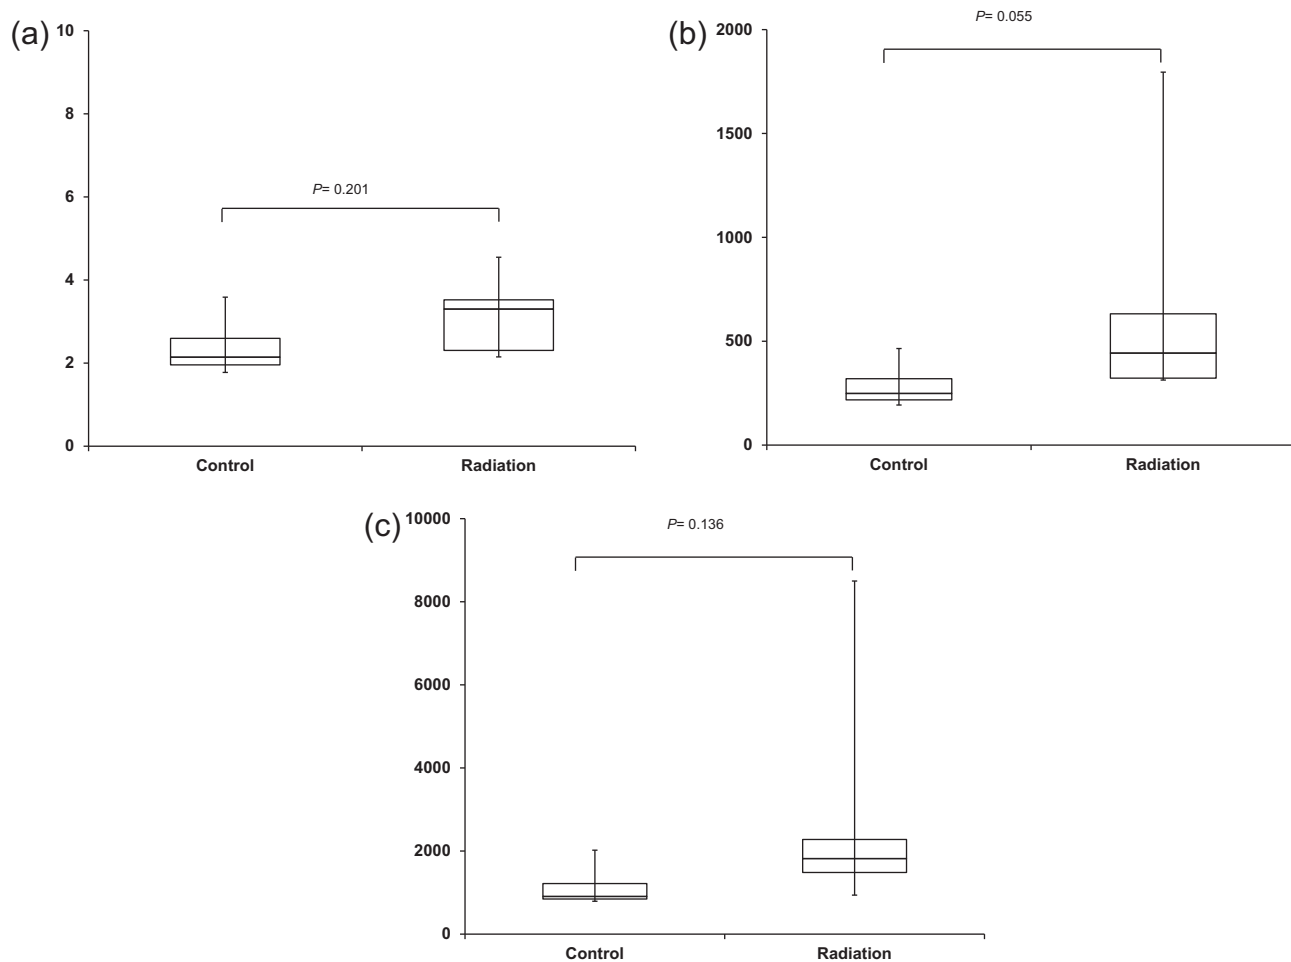 (a)
10
8
6
4
2
0
P= 0.201
Control Radiation
(b)
P= 0.055
2000
1500
1000
500
0
Control Radiation
(c)
10000
8000
6000
4000
2000
0
P= 0.136
Control Radiation